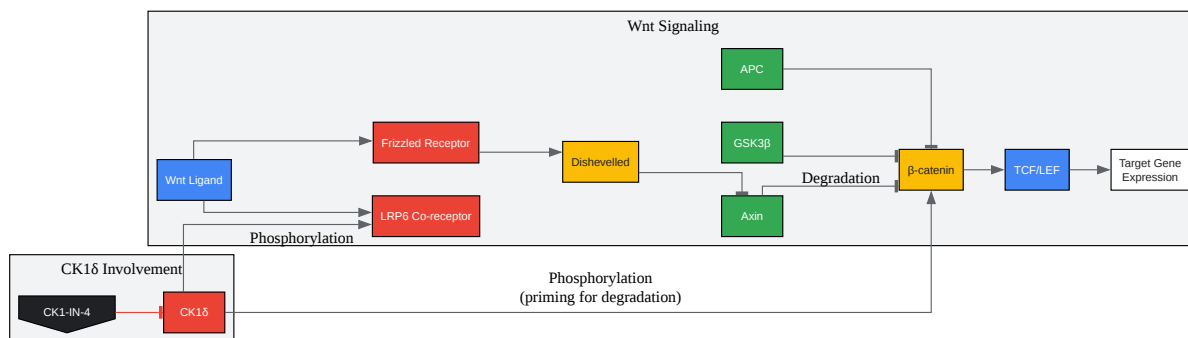 Wnt Signaling
APC
GSK3β
Frizzled Receptor
Dishevelled
Wnt Ligand
Degradation
β-catenin
TCF/LEF
Target Gene
Expression
LRP6 Co-receptor
Axin
Phosphorylation
CK1δ Involvement
CK1-IN-4
CK1δ
Phosphorylation
(priming for degradation)